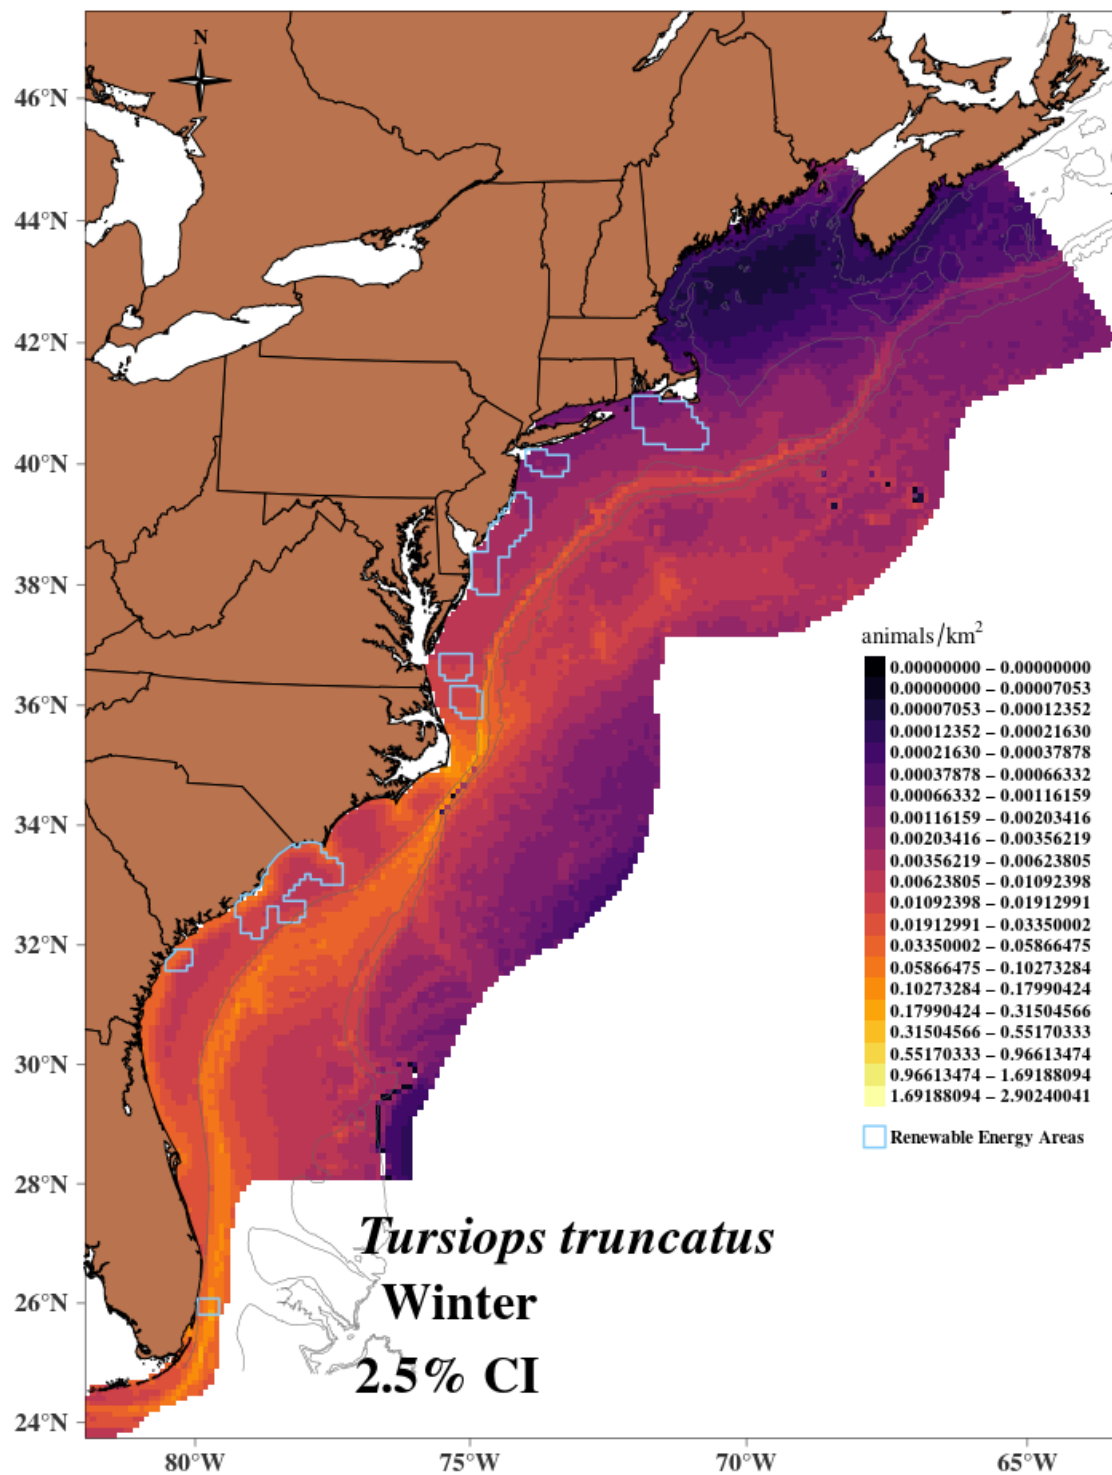 N
46°N
44°N
42°N
40°N
38°N
36°N
34°N
32°N
30°N
28°N
26°N
24°N
animals/km²
0.00000000 – 0.00000000
0.00000000 – 0.00007053
0.00007053 – 0.00012352
0.00012352 – 0.00021630
0.00021630 – 0.00037878
0.00037878 – 0.00066332
0.00066332 – 0.00116159
0.00116159 – 0.00203416
0.00203416 – 0.00356219
0.00356219 – 0.00623805
0.00623805 – 0.01092398
0.01092398 – 0.01912991
0.01912991 – 0.03350002
0.03350002 – 0.05866475
0.05866475 – 0.10273284
0.10273284 – 0.17990424
0.17990424 – 0.31504566
0.31504566 – 0.55170333
0.55170333 – 0.96613474
0.96613474 – 1.69188094
1.69188094 – 2.90240041
Renewable Energy Areas
Tursiops truncatus
Winter
2.5% CI
80°W 75°W 70°W 65°W